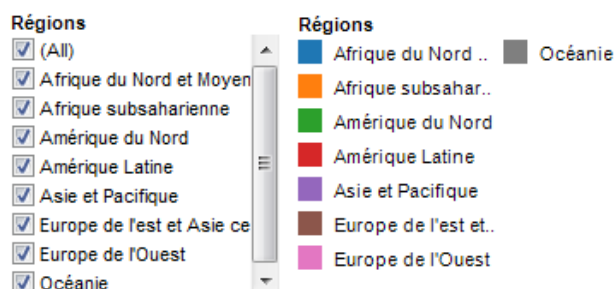 Régions
(All)
Afrique du Nord et Moyen
Afrique subsaharienne
Amérique du Nord
Amérique Latine
Asie et Pacifique
Europe de l'est et Asie ce
Europe de l'Ouest
Océanie
Régions
Afrique du Nord ..
Afrique subsahar..
Amérique du Nord
Amérique Latine
Asie et Pacifique
Europe de l'est et..
Europe de l'Ouest
Océanie